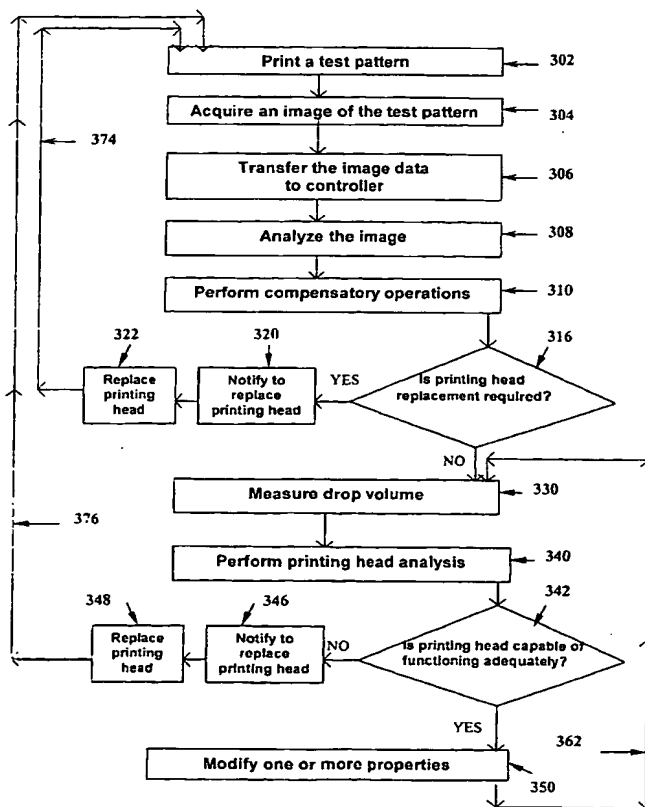 Print a test pattern
302
Acquire an image of the test pattern
304
374
Transfer the image data
to controller
306
Analyze the image
308
Perform compensatory operations
310
322
320
316
Replace
printing
head
Notify to
replace
printing head
YES
Is printing head
replacement required?
NO
Measure drop volume
330
376
Perform printing head analysis
340
348
346
342
Replace
printing
head
Notify to
replace
printing head
NO
Is printing head capable of
functioning adequately?
YES
362
Modify one or more properties
350